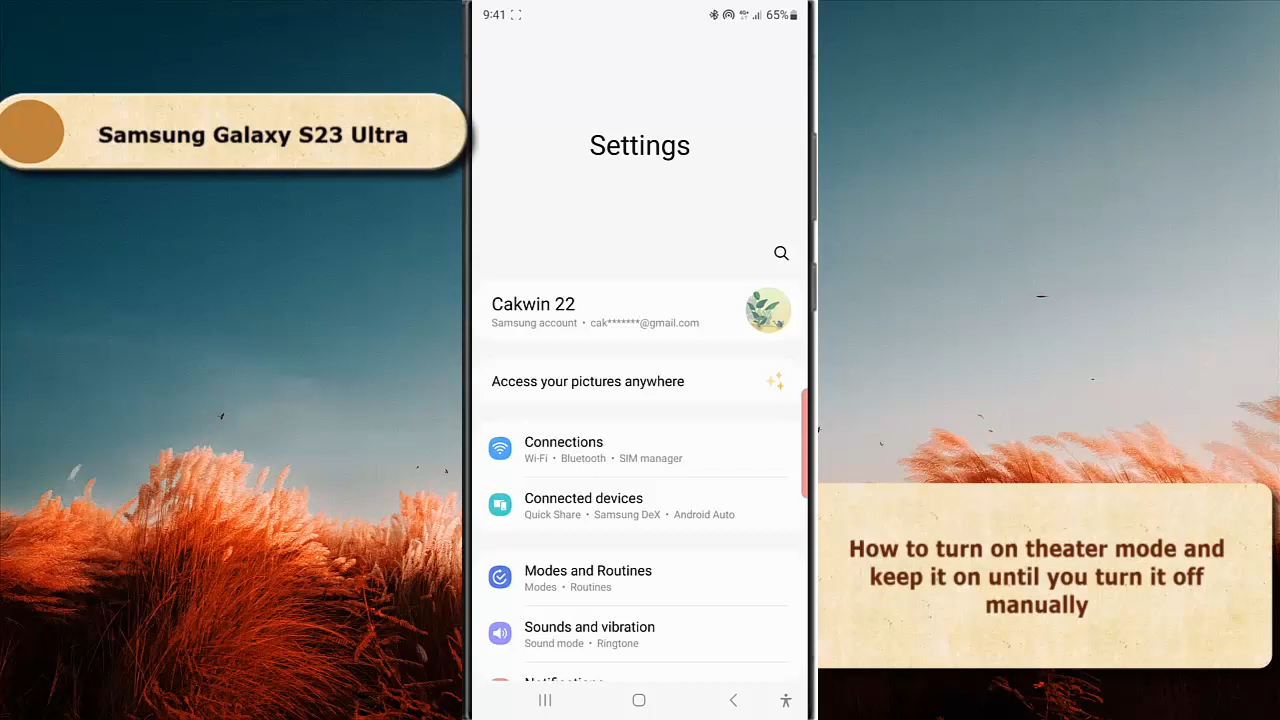 Samsung Galaxy S23 Ultra
9:41
4G+
65%
Settings
Cakwin 22
Samsung account • cak*******@gmail.com
Access your pictures anywhere
Connections
Wi-Fi • Bluetooth • SIM manager
Connected devices
Quick Share • Samsung DeX • Android Auto
Modes and Routines
Modes • Routines
Sounds and vibration
Sound mode • Ringtone
Notifications
How to turn on theater mode and
keep it on until you turn it off
manually